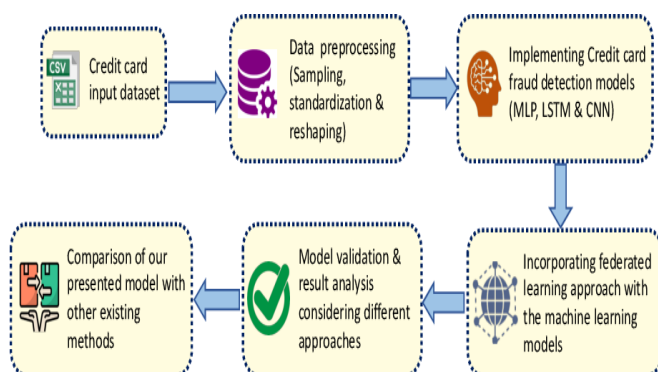 CSV
Credit card
input dataset
Data preprocessing
(Sampling,
standardization &
reshaping)
Implementing Credit card
fraud detection models
(MLP, LSTM & CNN)
Incorporating federated
learning approach with
the machine learning
models
Model validation &
result analysis
considering different
approaches
Comparison of our
presented model with
other existing
methods